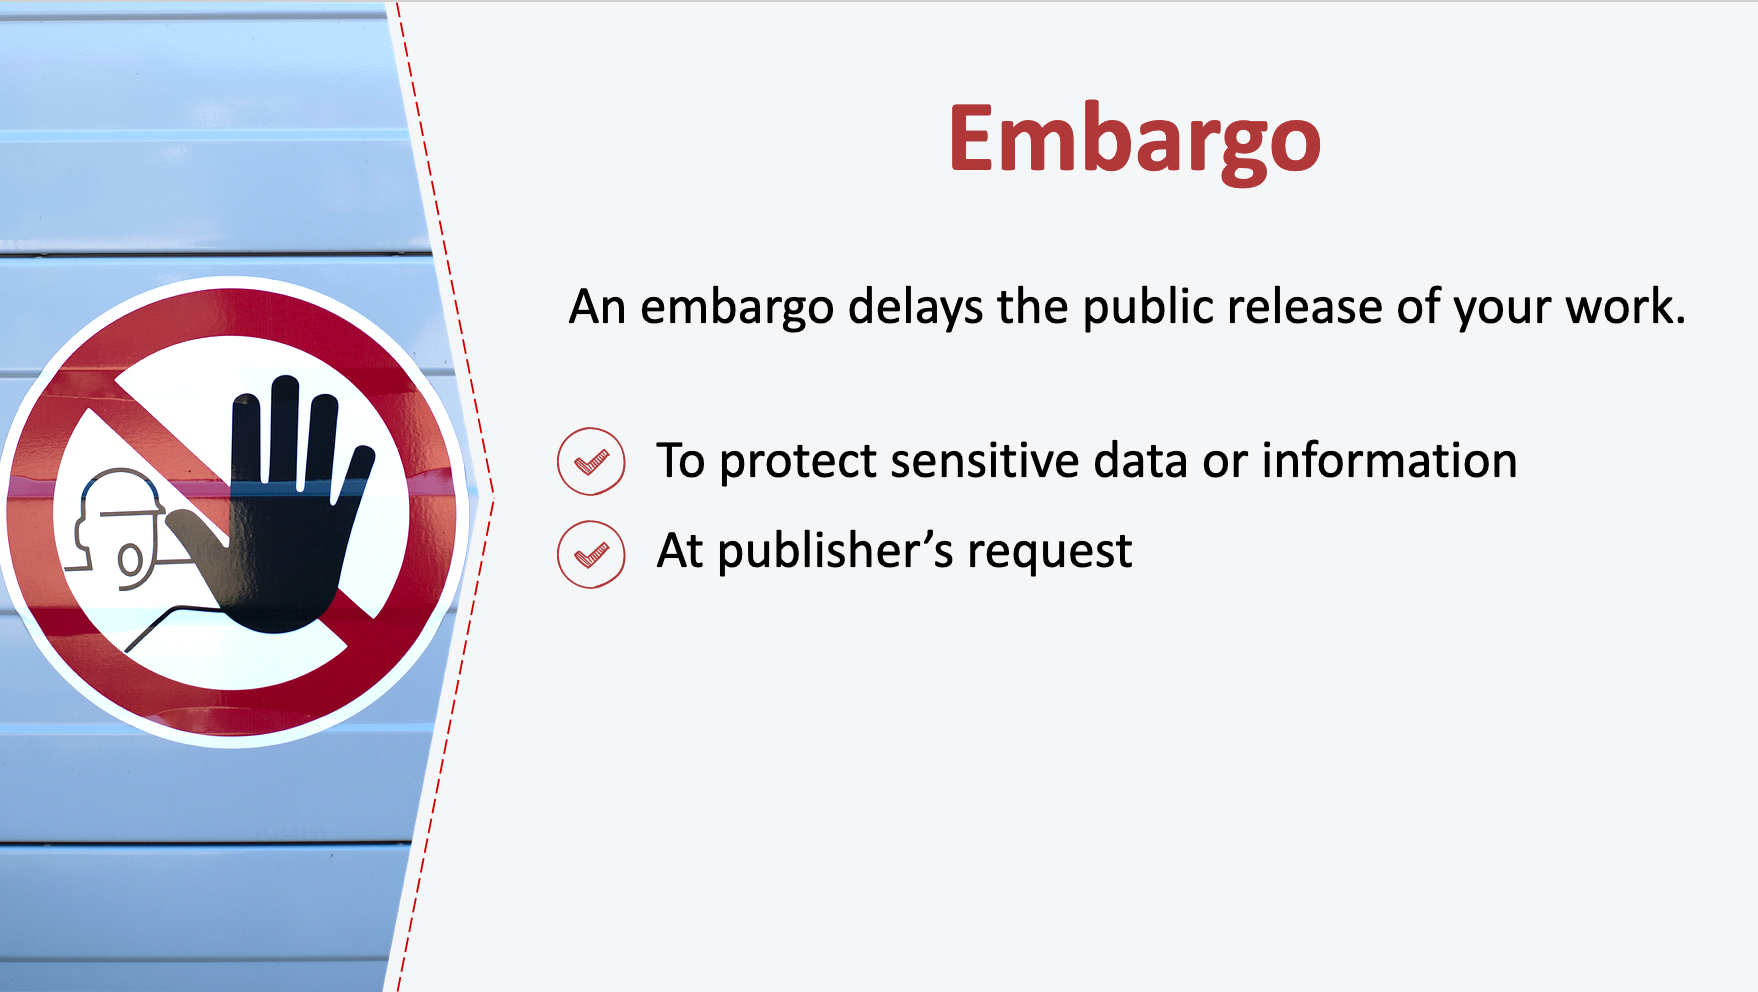 Embargo
An embargo delays the public release of your work.
To protect sensitive data or information
At publisher’s request